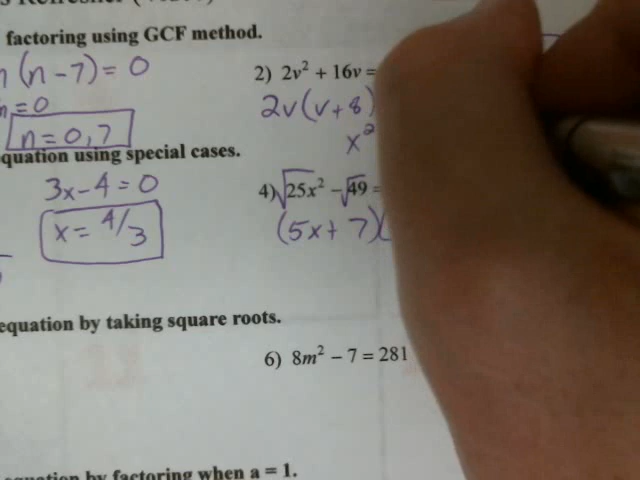 factoring using GCF method.
(n - 7) = 0
2) 2v² + 16v =
= 0
2v(v + 8)
n = 0, 7
x²
equation using special cases.
3x - 4 = 0
4) √25x² - √49 =
x = 4/3
(5x + 7)(
equation by taking square roots.
6) 8m² - 7 = 281
equation by factoring when a = 1.